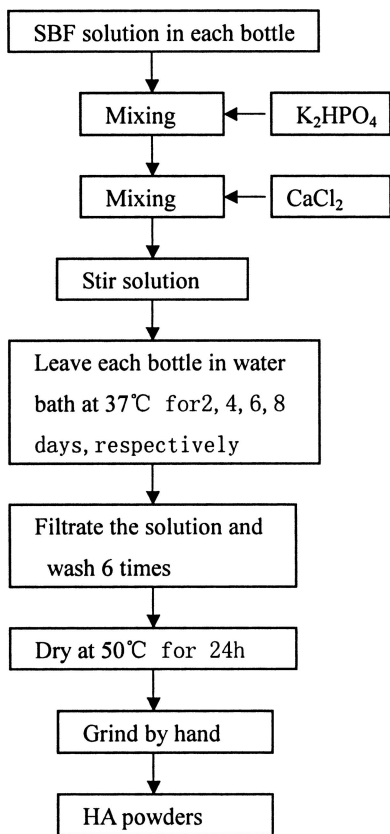 SBF solution in each bottle
Mixing
K₂HPO₄
Mixing
CaCl₂
Stir solution
Leave each bottle in water
bath at 37℃ for2, 4, 6, 8
days, respectively
Filtrate the solution and
wash 6 times
Dry at 50℃ for 24h
Grind by hand
HA powders